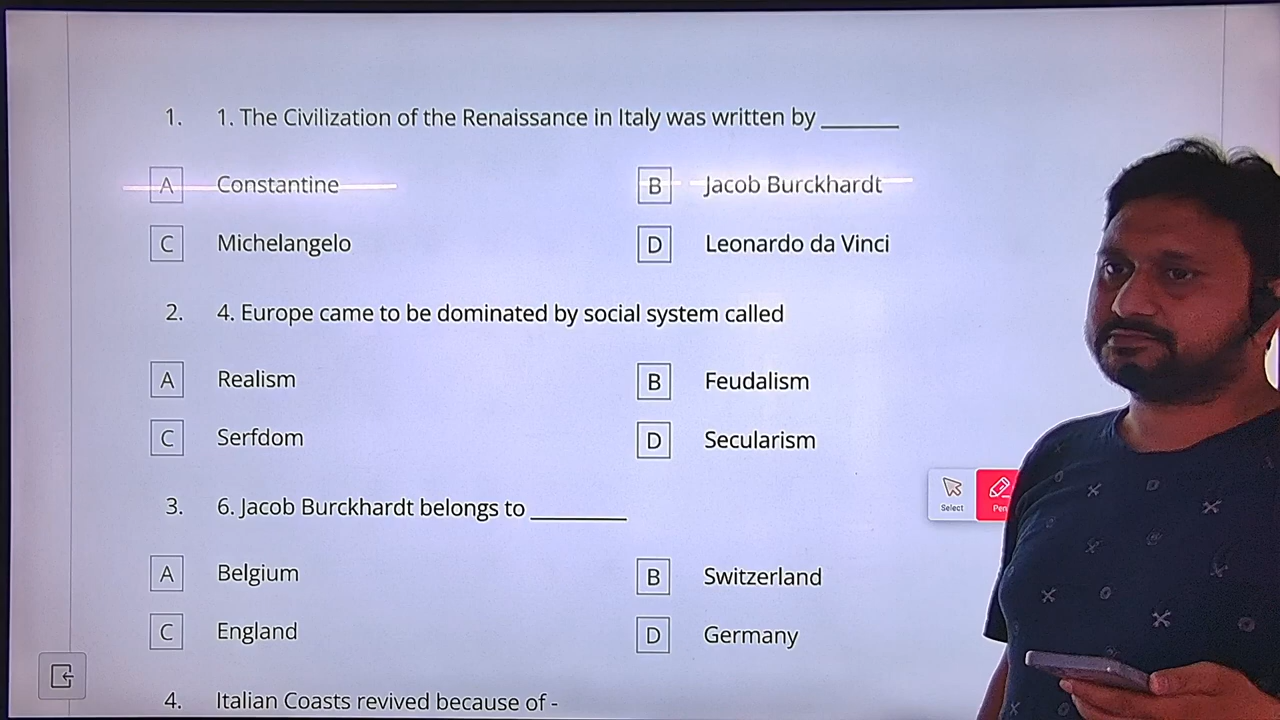 1. 1. The Civilization of the Renaissance in Italy was written by ______
A Constantine B Jacob Burckhardt
C Michelangelo D Leonardo da Vinci
2. 4. Europe came to be dominated by social system called
A Realism B Feudalism
C Serfdom D Secularism
Select Pen
3. 6. Jacob Burckhardt belongs to ______
A Belgium B Switzerland
C England D Germany
4. Italian Coasts revived because of -